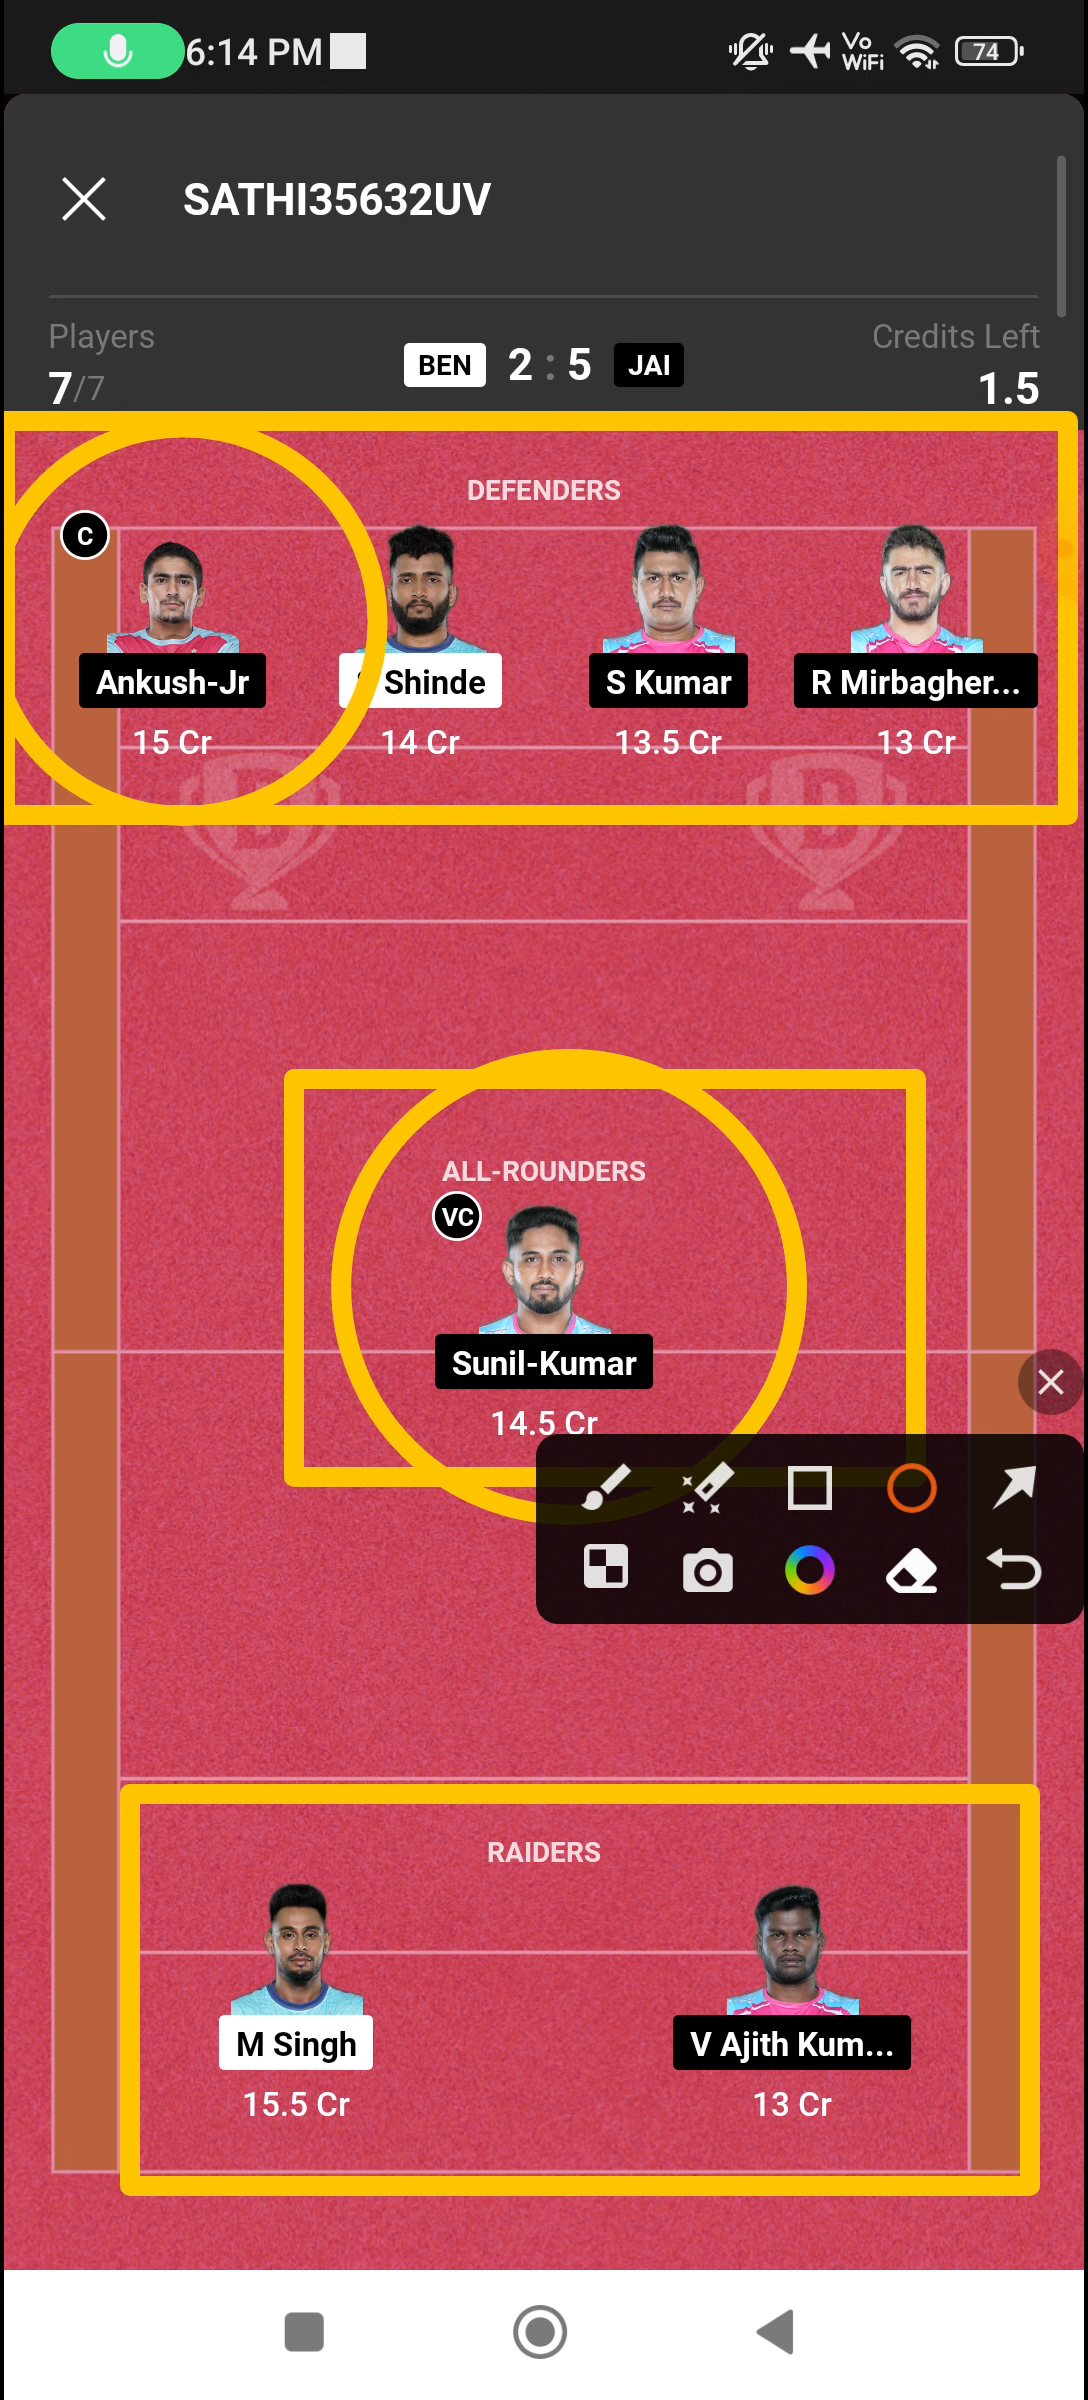 6:14 PM
Vo
WiFi
74
SATHI35632UV
Players
Credits Left
7/7
BEN 2 : 5 JAI
1.5
DEFENDERS
C
Ankush-Jr
Shinde
S Kumar
R Mirbagher...
15 Cr
14 Cr
13.5 Cr
13 Cr
ALL-ROUNDERS
VC
Sunil-Kumar
14.5 Cr
RAIDERS
M Singh
V Ajith Kum...
15.5 Cr
13 Cr